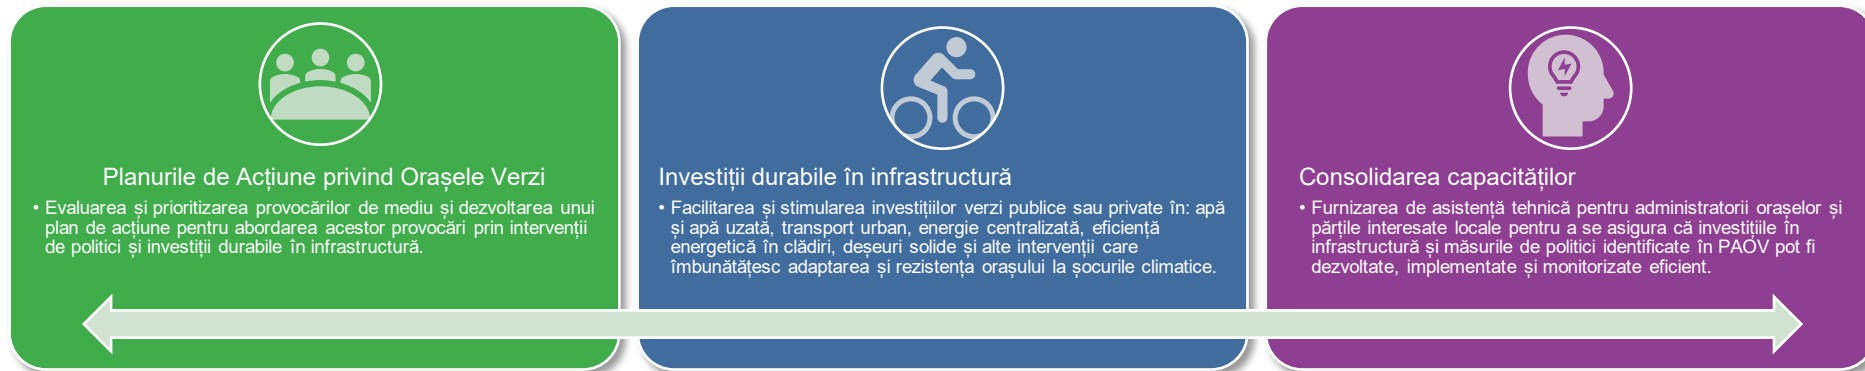 Planurile de Acțiune privind Orașele Verzi
• Evaluarea și prioritizarea provocărilor de mediu și dezvoltarea unui
plan de acțiune pentru abordarea acestor provocări prin intervenții
de politici și investiții durabile în infrastructură.
Investiții durabile în infrastructură
• Facilitarea și stimularea investițiilor verzi publice sau private în: apă
și apă uzată, transport urban, energie centralizată, eficiență
energetică în clădiri, deșeuri solide și alte intervenții care
îmbunătățesc adaptarea și rezistența orașului la șocurile climatice.
Consolidarea capacităților
• Furnizarea de asistență tehnică pentru administratorii orașelor și
părțile interesate locale pentru a se asigura că investițiile în
infrastructură și măsurile de politici identificate în PAOV pot fi
dezvoltate, implementate și monitorizate eficient.